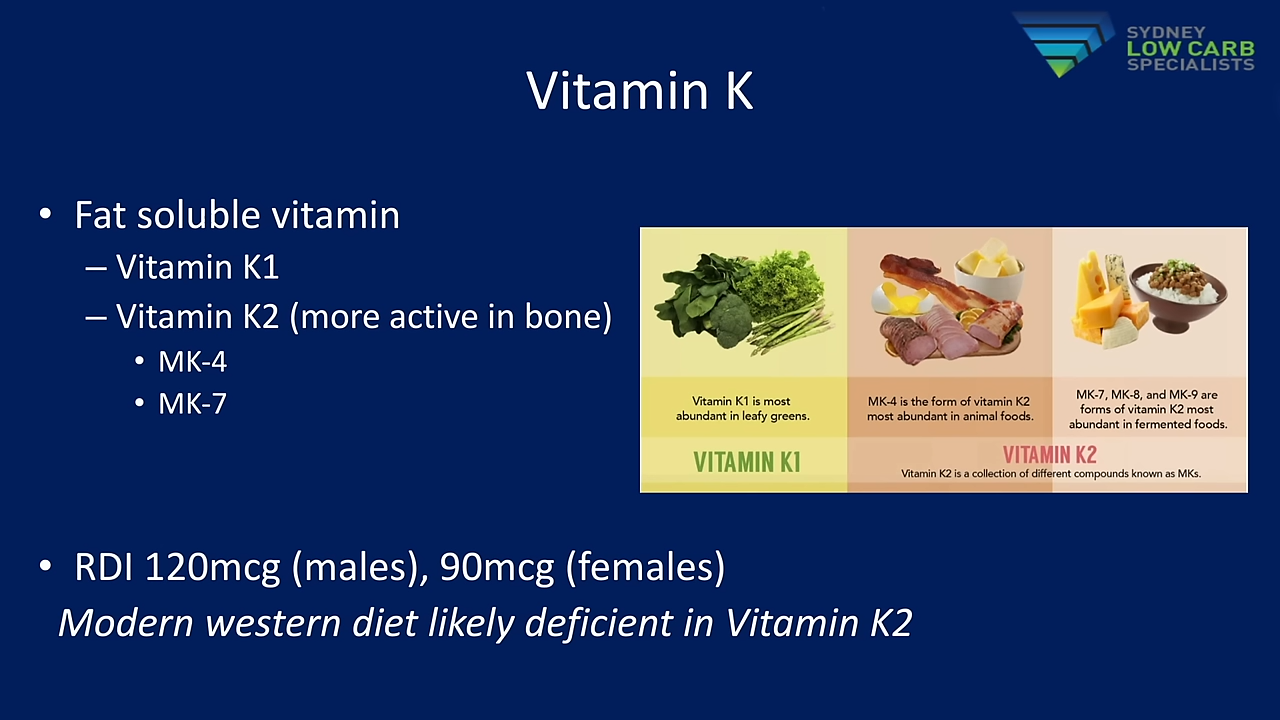 SYDNEY
LOW CARB
SPECIALISTS
Vitamin K
• Fat soluble vitamin
– Vitamin K1
– Vitamin K2 (more active in bone)
• MK-4
• MK-7
Vitamin K1 is most
abundant in leafy greens.
VITAMIN K1
MK-4 is the form of vitamin K2
most abundant in animal foods.
MK-7, MK-8, and MK-9 are
forms of vitamin K2 most
abundant in fermented foods.
VITAMIN K2
Vitamin K2 is a collection of different compounds known as MKs.
• RDI 120mcg (males), 90mcg (females)
Modern western diet likely deficient in Vitamin K2